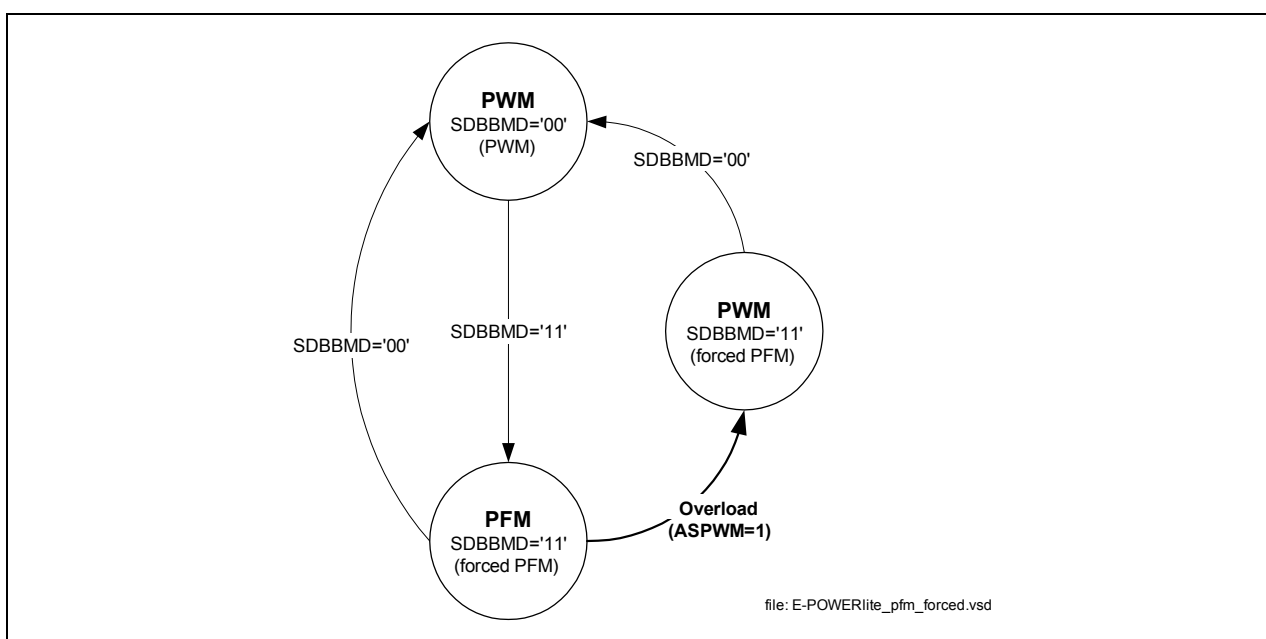 PWM
SDBBMD='00'
(PWM)
SDBBMD='00'
PWM
SDBBMD='11'
(forced PFM)
SDBBMD='11'
SDBBMD='00'
PFM
SDBBMD='11'
(forced PFM)
Overload
(ASPWM=1)
file: E-POWERlite_pfm_forced.vsd